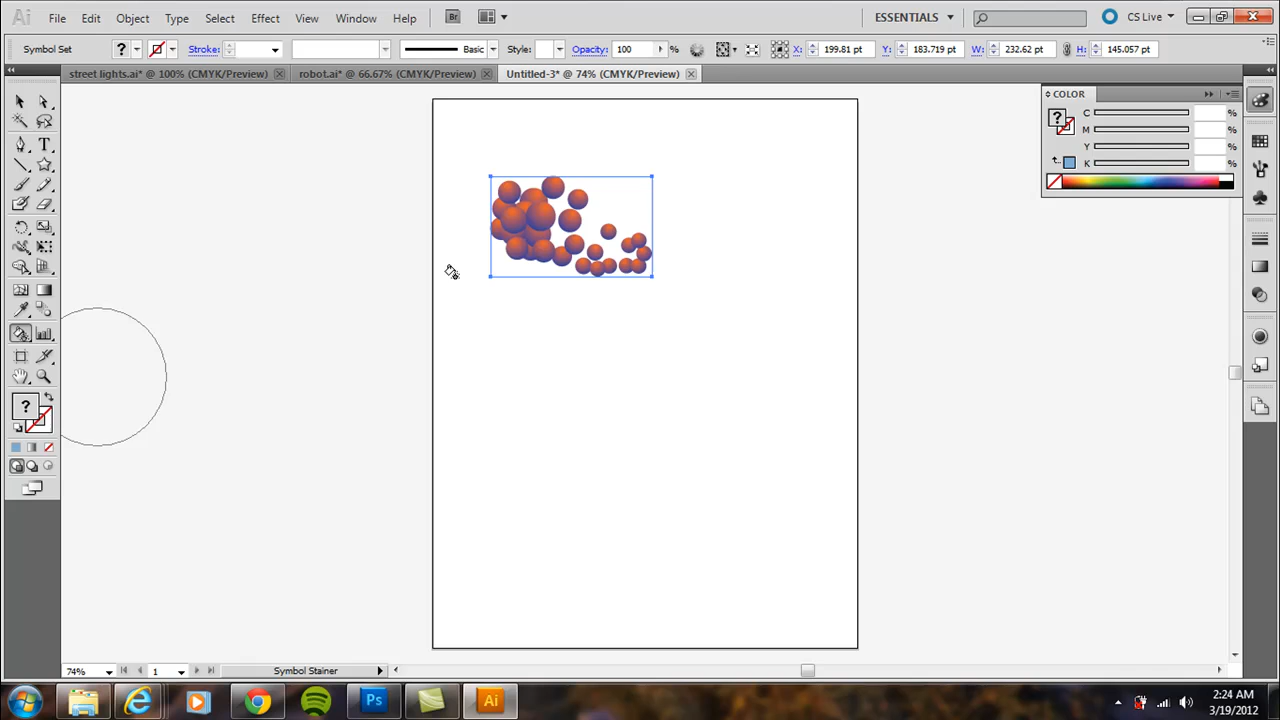 Ai File Edit Object Type Select Effect View Window Help Br ESSENTIALS CS Live
Symbol Set ? Stroke: Basic Style: Opacity: 100 % X: 199.81 pt Y: 183.719 pt W: 232.62 pt H: 145.057 pt
street lights.ai* @ 100% (CMYK/Preview) robot.ai* @ 66.67% (CMYK/Preview) Untitled-3* @ 74% (CMYK/Preview)
COLOR
? C %
M %
Y %
K %
T
?
74% 1 Symbol Stainer
Ps Ai
2:24 AM
3/19/2012